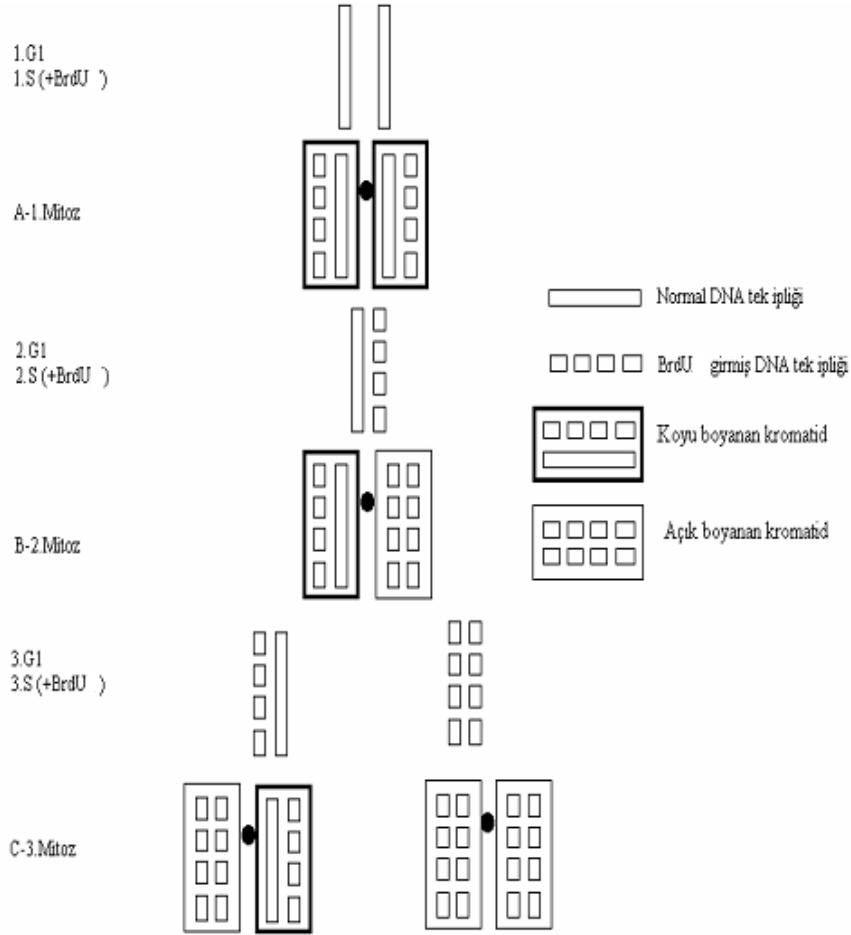 1.G1
1.S (+BrdU )
A-1.Mitoz
Normal DNA tek ipliği
2.G1
2.S (+BrdU )
BrdU girmiş DNA tek ipliği
Koyu boyanan kromatid
Açık boyanan kromatid
B-2.Mitoz
3.G1
3.S (+BrdU )
C-3.Mitoz